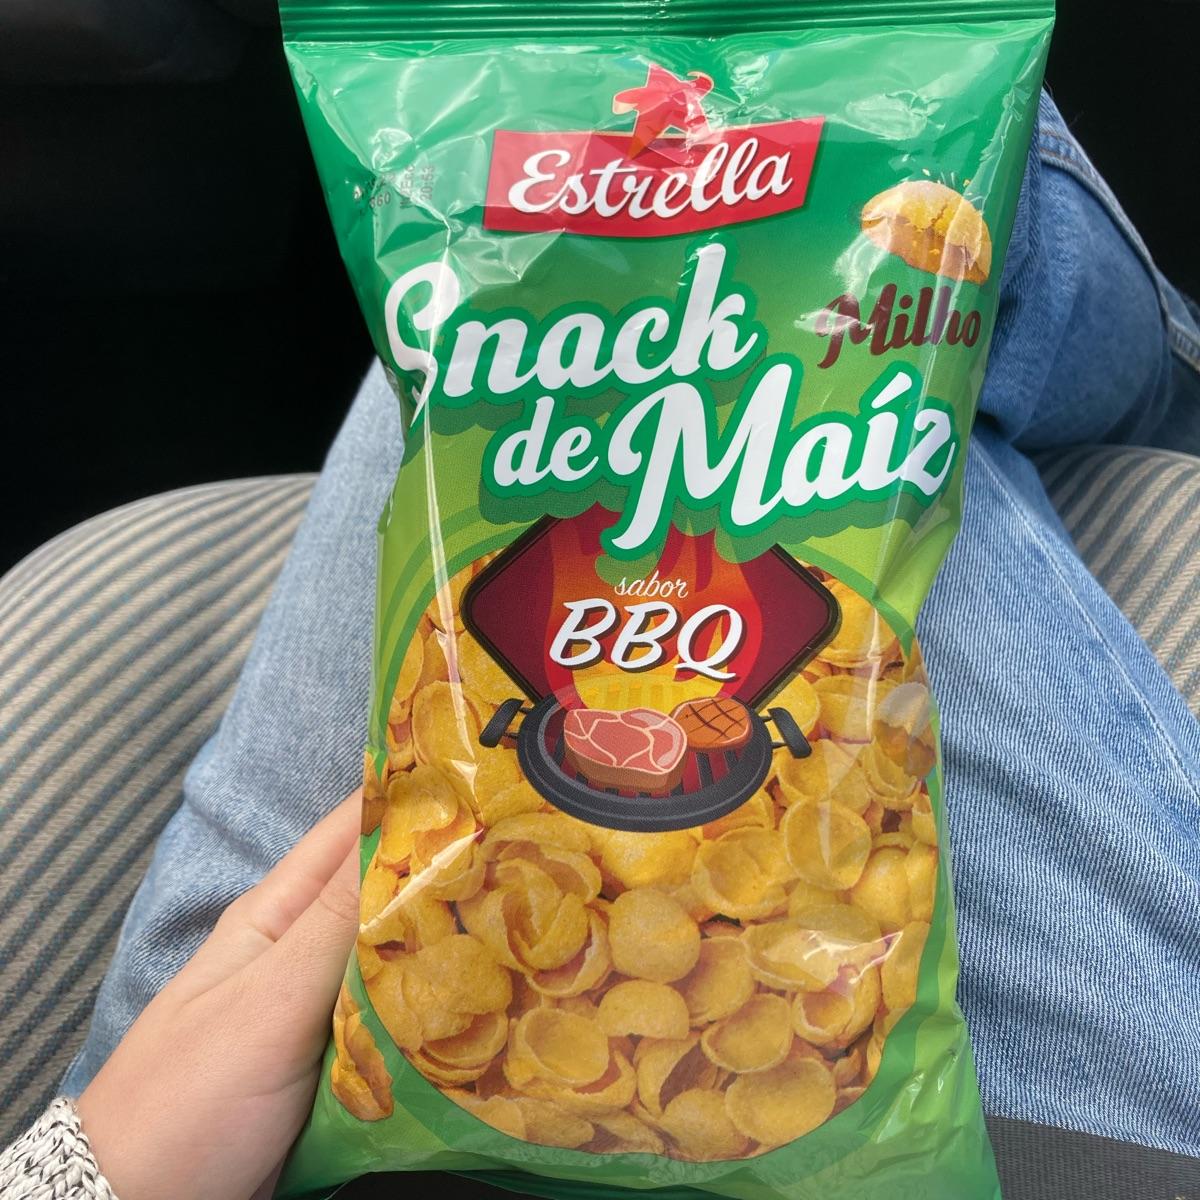 Estrella
Milho
Snack
de Maíz
sabor
BBQ